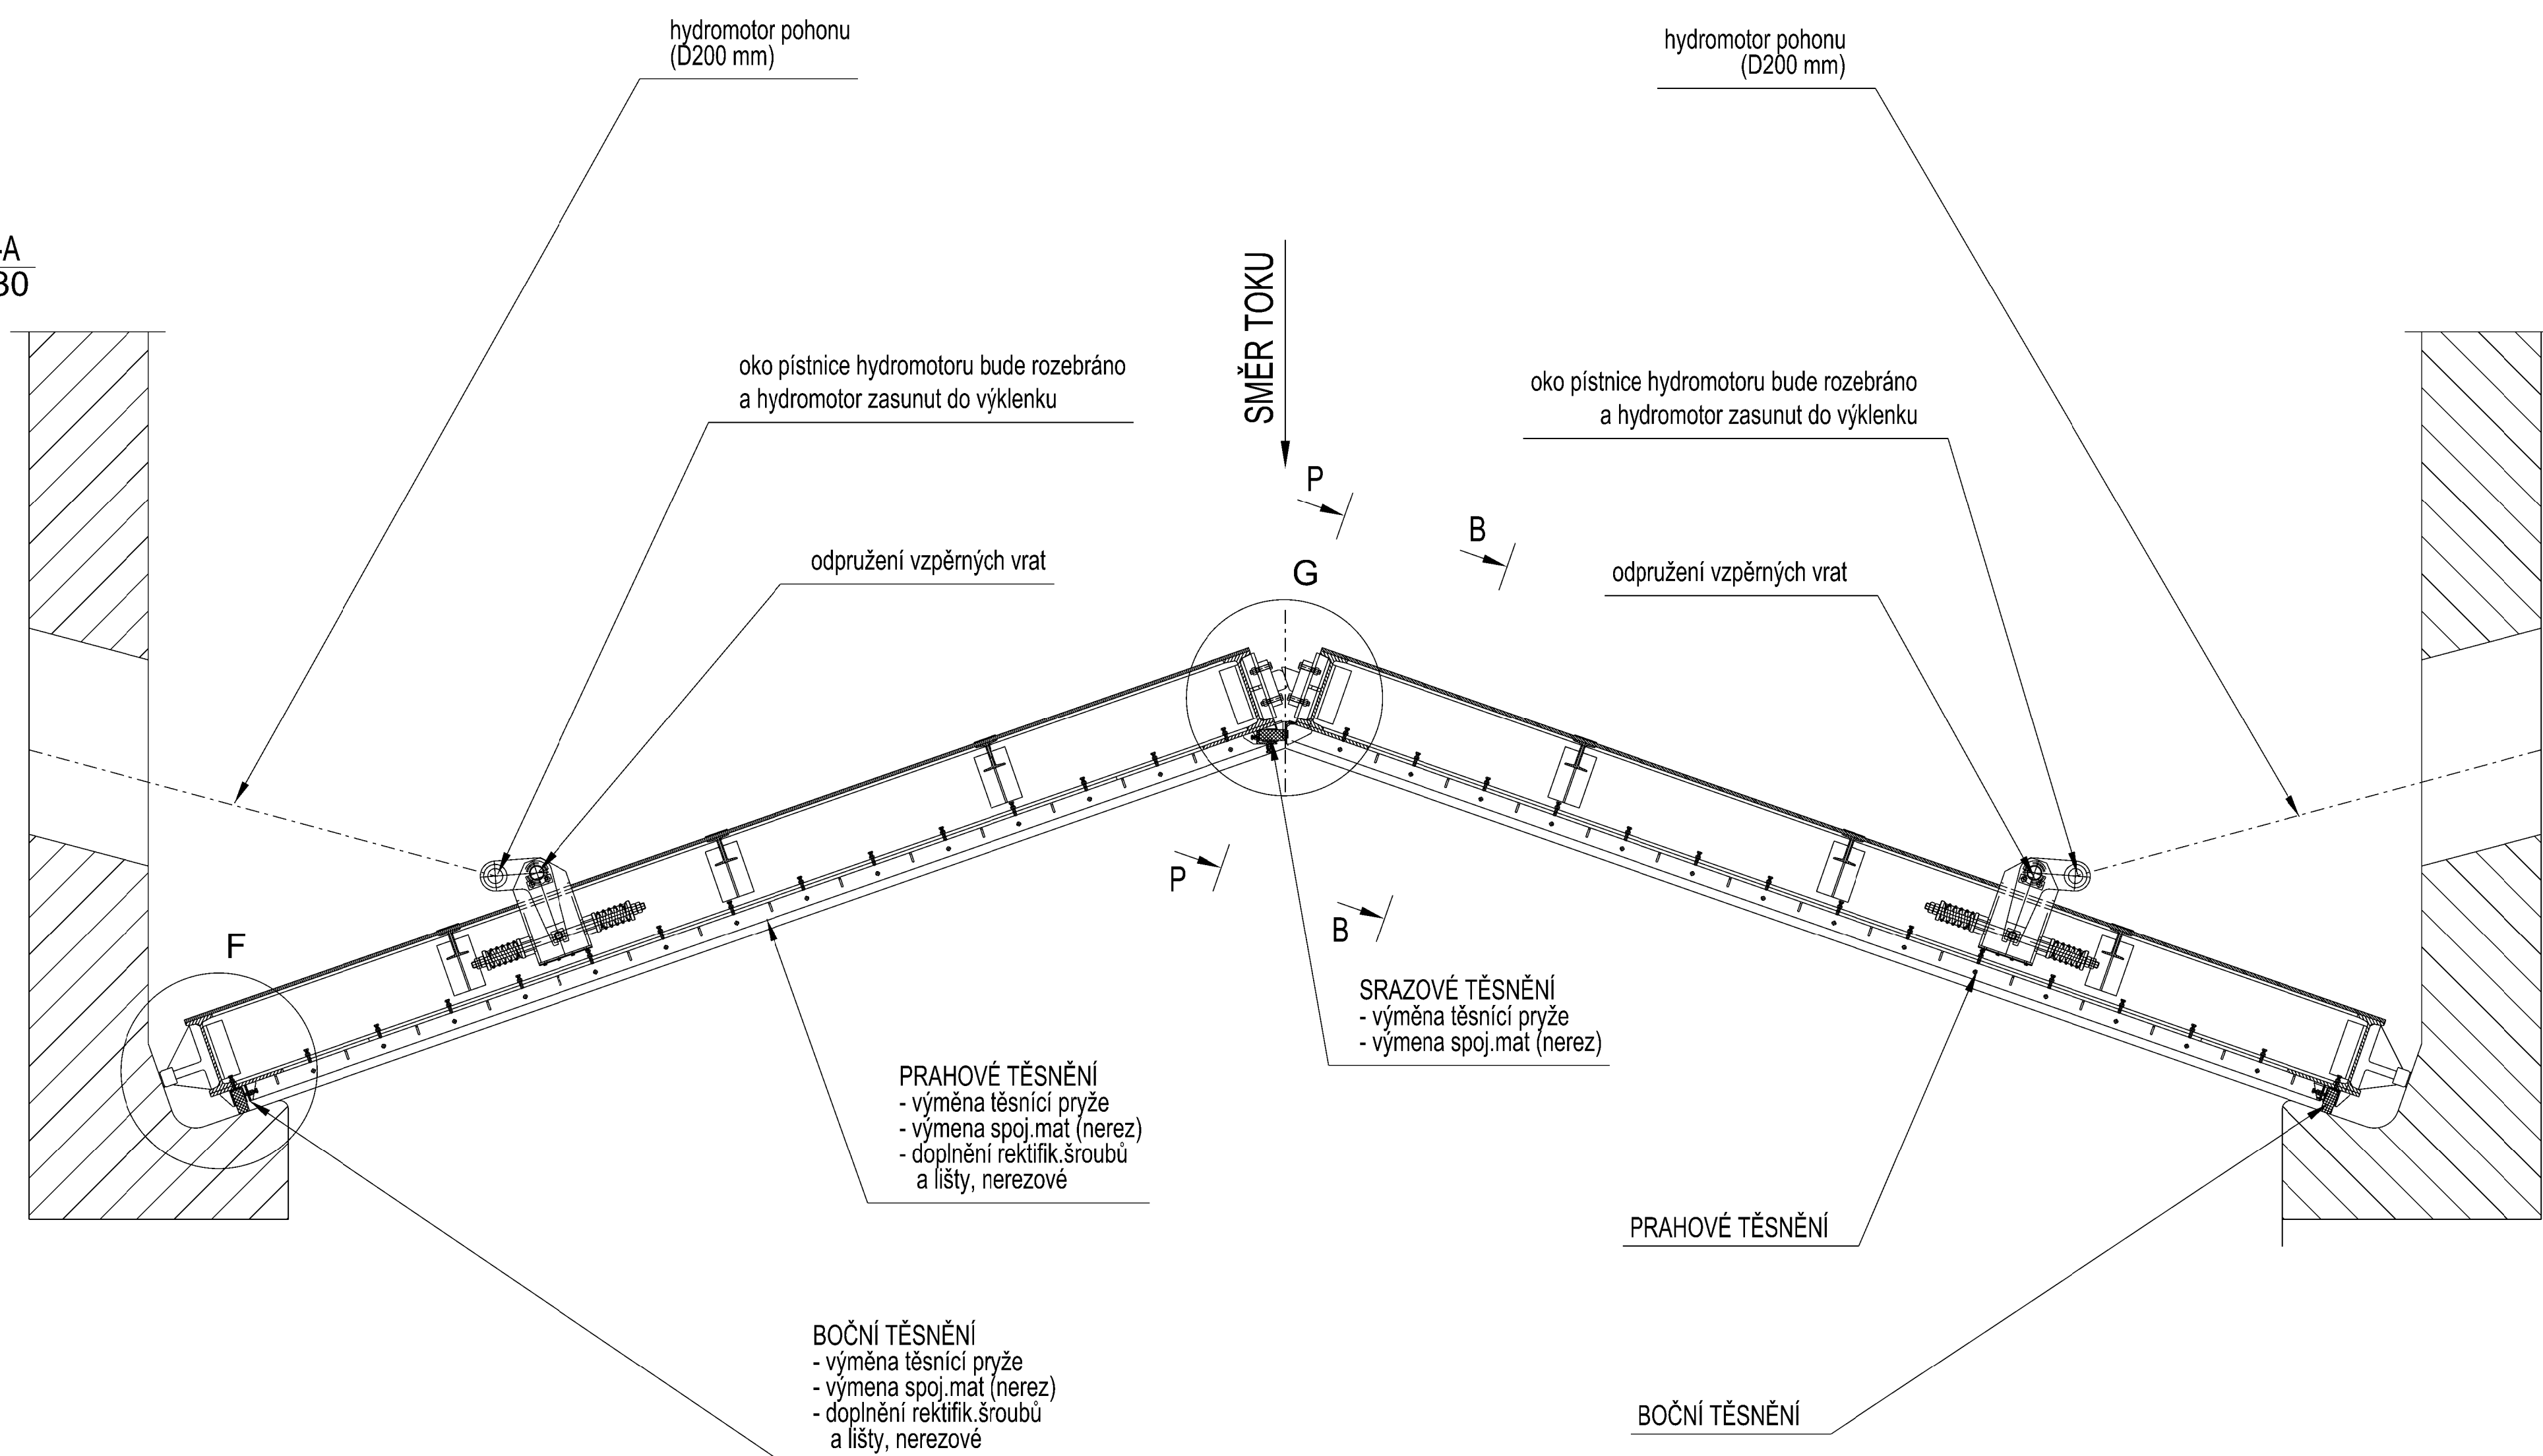 hydromotor pohonu
(D200 mm)
hydromotor pohonu
(D200 mm)
-A
30
SMĚR TOKU
oko pístnice hydromotoru bude rozebráno
a hydromotor zasunut do výklenku
oko pístnice hydromotoru bude rozebráno
a hydromotor zasunut do výklenku
P
B
odpružení vzpěrných vrat
G
odpružení vzpěrných vrat
P
B
F
SRAZOVÉ TĚSNĚNÍ
- výměna těsnící pryže
- výmena spoj.mat (nerez)
PRAHOVÉ TĚSNĚNÍ
- výměna těsnící pryže
- výmena spoj.mat (nerez)
- doplnění rektifik.šroubů
a lišty, nerezové
PRAHOVÉ TĚSNĚNÍ
BOČNÍ TĚSNĚNÍ
- výměna těsnící pryže
- výmena spoj.mat (nerez)
- doplnění rektifik.šroubů
a lišty, nerezové
BOČNÍ TĚSNĚNÍ